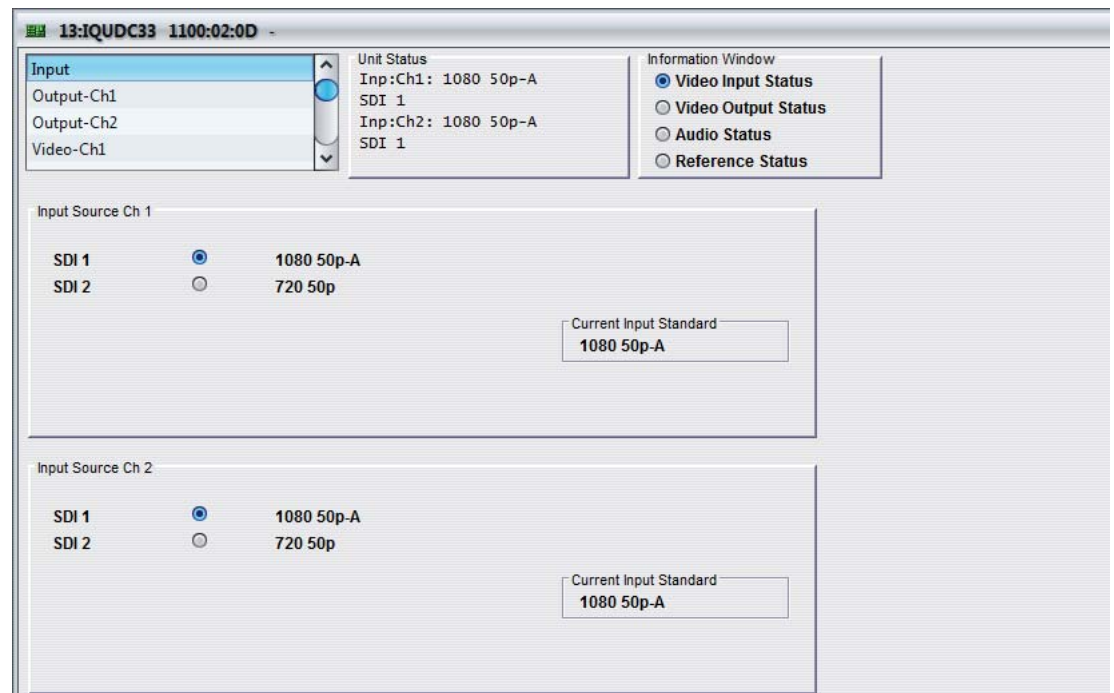 13:IQUDC33 1100:02:0D -
Input
Output-Ch1
Output-Ch2
Video-Ch1
Unit Status
Inp:Ch1: 1080 50p-A
SDI 1
Inp:Ch2: 1080 50p-A
SDI 1
Information Window
Video Input Status
Video Output Status
Audio Status
Reference Status
Input Source Ch 1
SDI 1 1080 50p-A
SDI 2 720 50p
Current Input Standard
1080 50p-A
Input Source Ch 2
SDI 1 1080 50p-A
SDI 2 720 50p
Current Input Standard
1080 50p-A